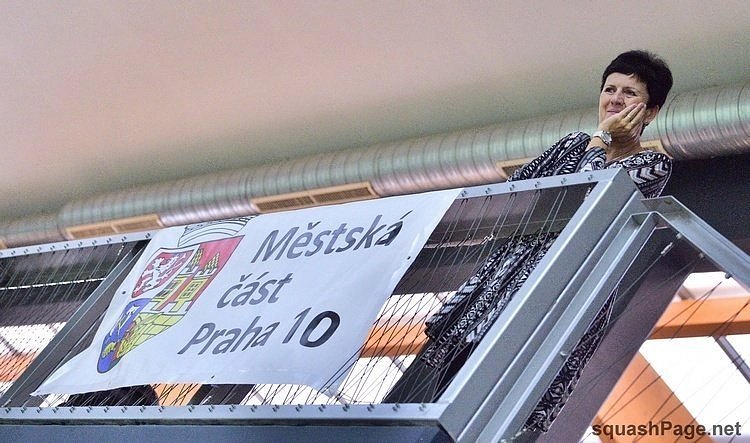 Městská
část
Praha 10
squashPage.net